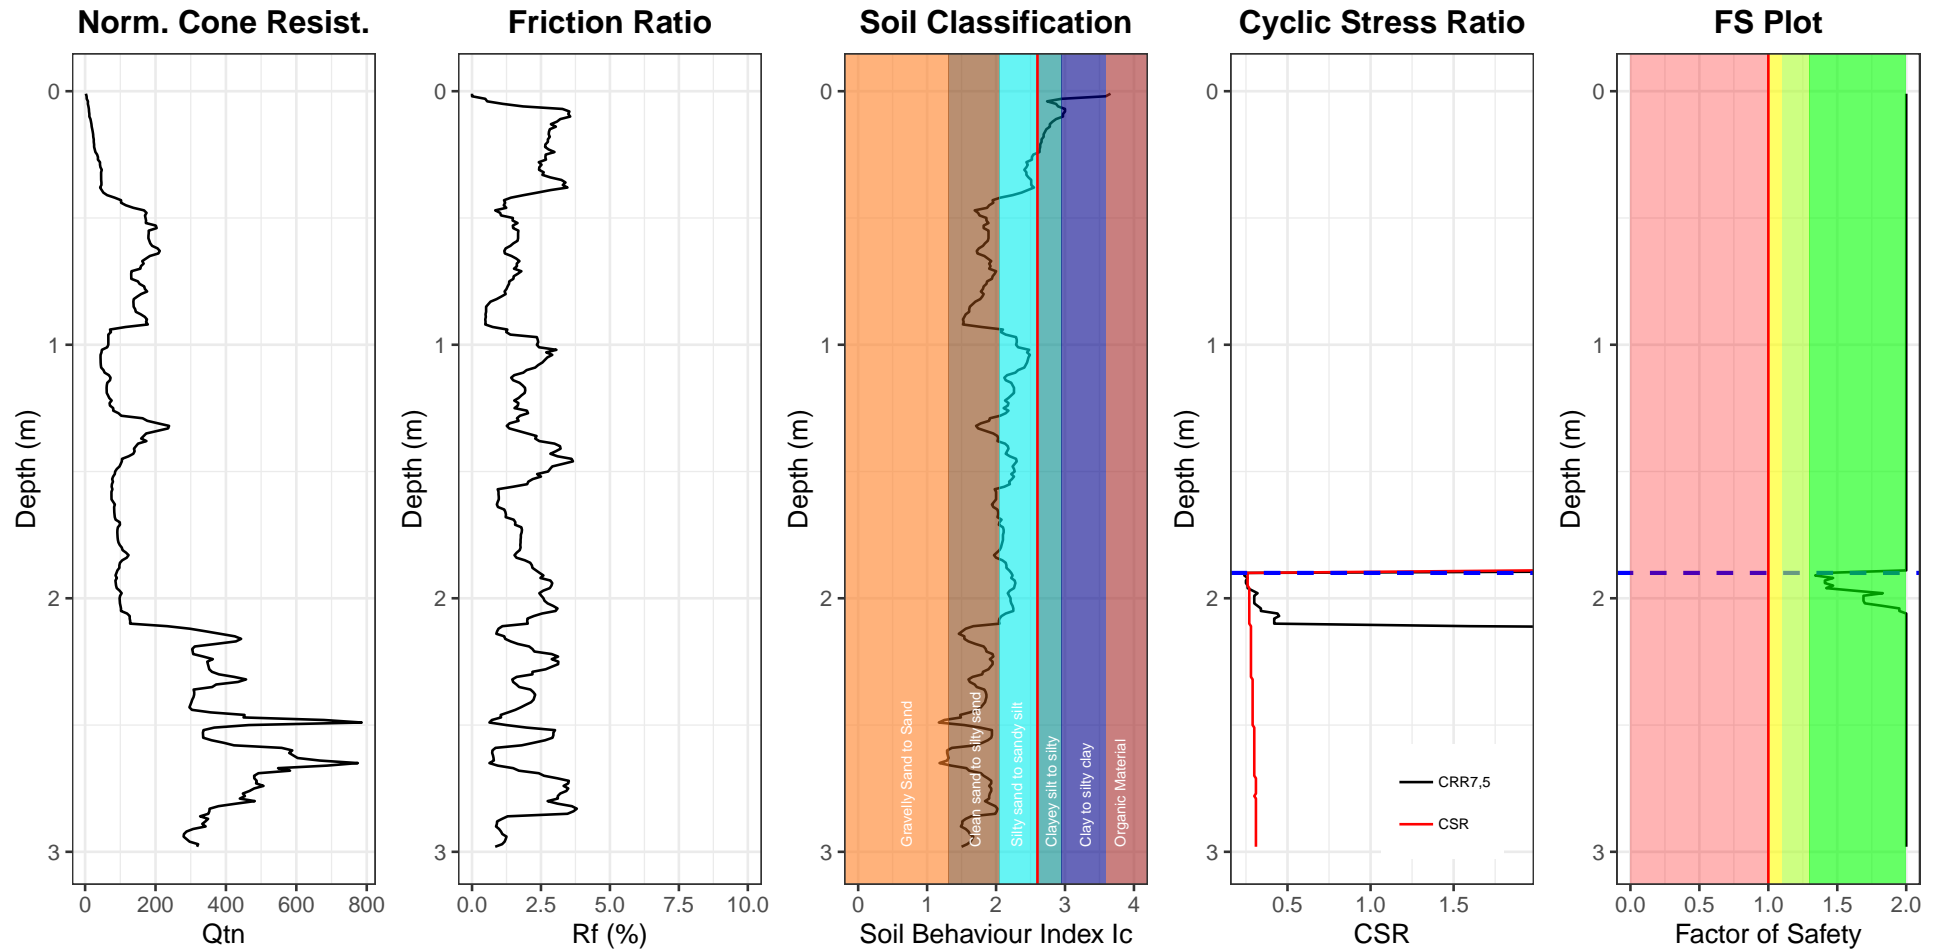 Norm. Cone Resist.
Friction Ratio
Soil Classification
Cyclic Stress Ratio
FS Plot
Depth (m)
0
1
2
3
0
200
400
600
800
Qtn
Depth (m)
0
1
2
3
0.0
2.5
5.0
7.5
10.0
Rf (%)
Depth (m)
0
1
2
3
Gravelly Sand to Sand
Clean sand to silty sand
Silty sand to sandy silt
Clayey silt to silty
Clay to silty clay
Organic Material
0
1
2
3
4
Soil Behaviour Index Ic
Depth (m)
0
1
2
3
CRR7,5
CSR
0.5
1.0
1.5
CSR
Depth (m)
0
1
2
3
0.0
0.5
1.0
1.5
2.0
Factor of Safety